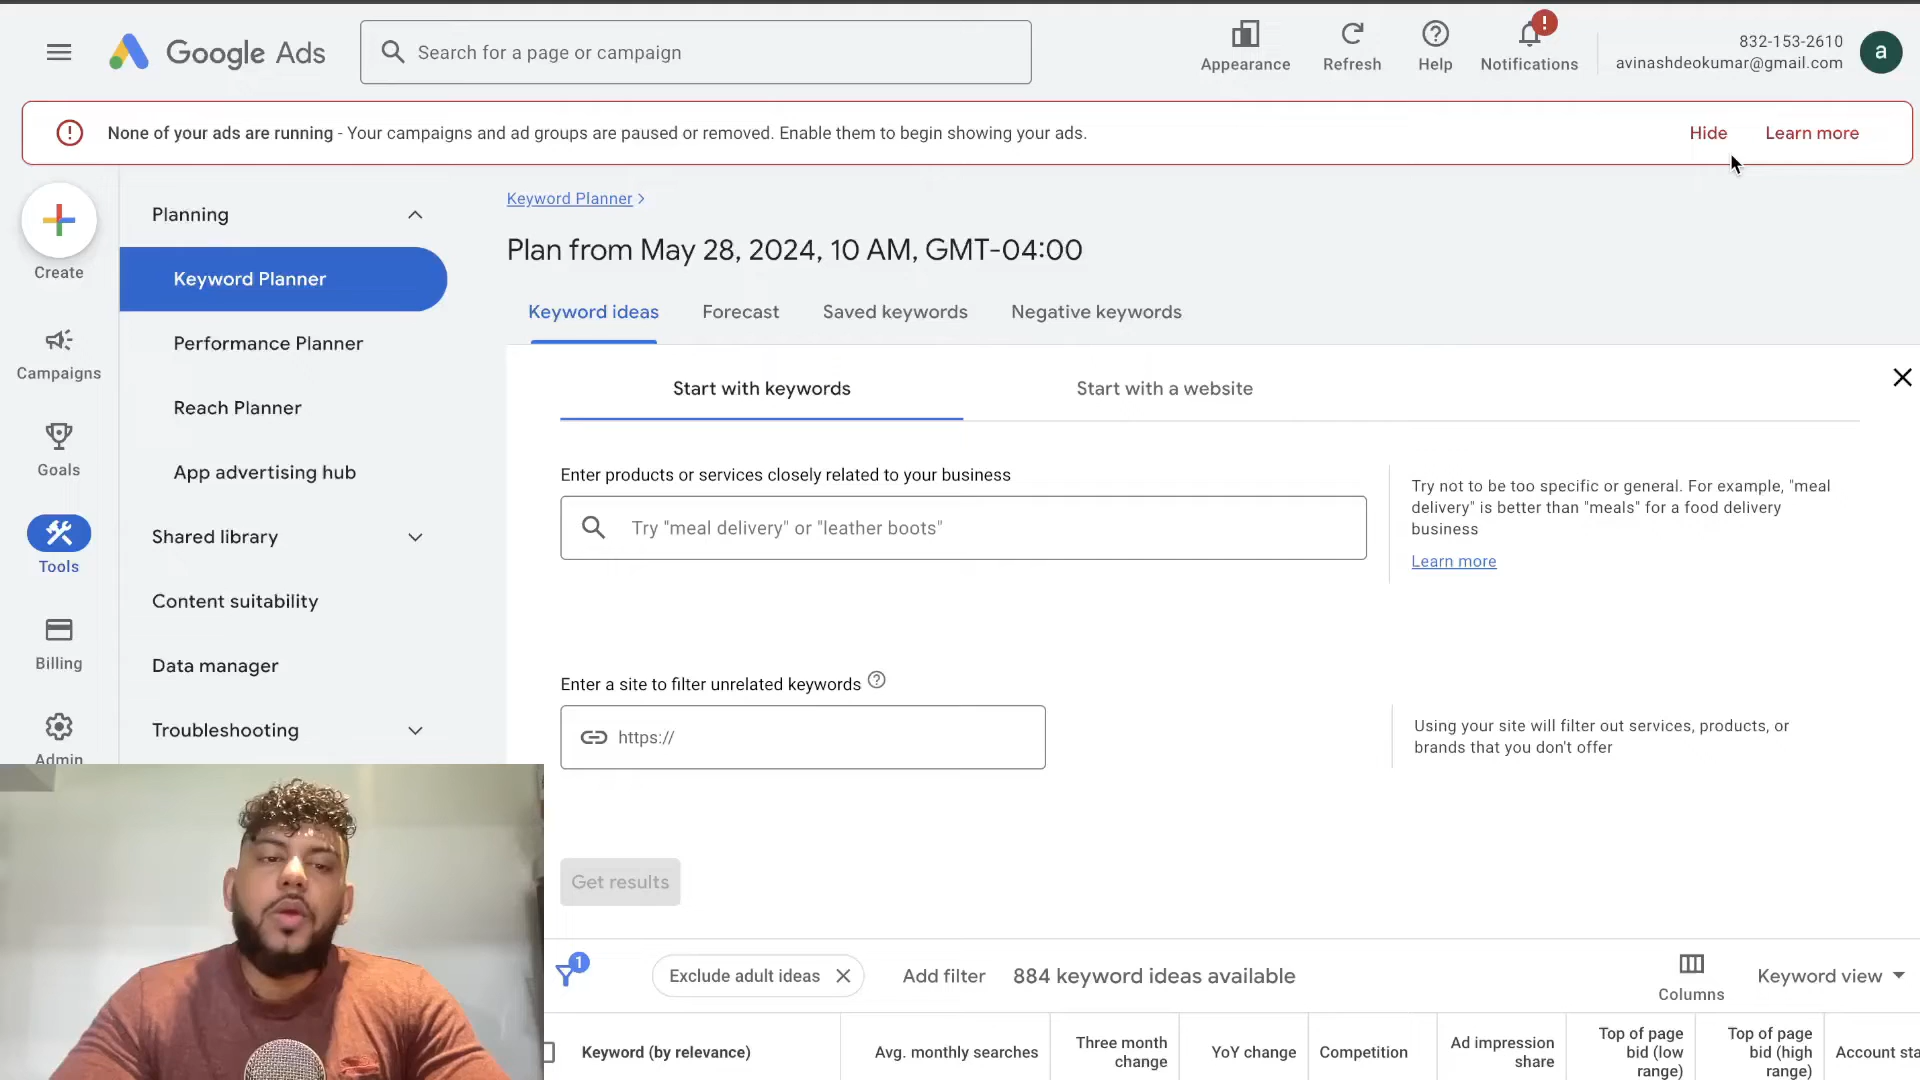 Google Ads
Search for a page or campaign
Appearance
Refresh
Help
!
Notifications
832-153-2610
avinashdeokumar@gmail.com
a
None of your ads are running - Your campaigns and ad groups are paused or removed. Enable them to begin showing your ads.
Hide
Learn more
Create
Campaigns
Goals
Tools
Billing
Admin
Planning
Keyword Planner
Performance Planner
Reach Planner
App advertising hub
Shared library
Content suitability
Data manager
Troubleshooting
Keyword Planner >
Plan from May 28, 2024, 10 AM, GMT-04:00
Keyword ideas
Forecast
Saved keywords
Negative keywords
Start with keywords
Start with a website
Enter products or services closely related to your business
Try "meal delivery" or "leather boots"
Try not to be too specific or general. For example, "meal
delivery" is better than "meals" for a food delivery
business
Learn more
Enter a site to filter unrelated keywords
https://
Using your site will filter out services, products, or
brands that you don't offer
Get results
1
Exclude adult ideas
Add filter
884 keyword ideas available
Columns
Keyword view
Keyword (by relevance)
Avg. monthly searches
Three month
change
YoY change
Competition
Ad impression
share
Top of page
bid (low
range)
Top of page
bid (high
range)
Account sta